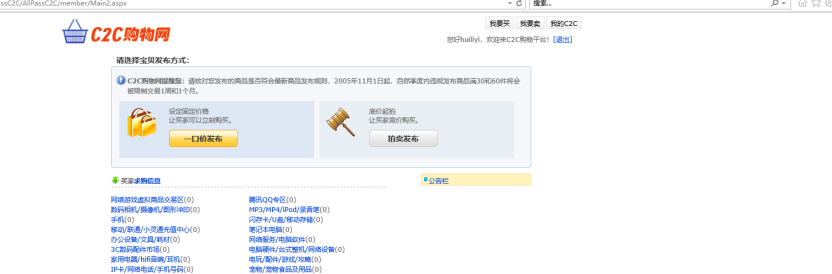 ssC2C/AllPassC2C/member/Main2.aspx
搜索...
C2C购物网
我要买 我要卖 我的C2C
您好huiliyi，欢迎来C2C购物平台! [退出]
请选择宝贝发布方式:
C2C购物网提醒您：请核对您发布的商品是否符合最新商品发布规则，2005年11月1日起，自然季度内违规发布商品满30和60件将会
被限制交易1周和1个月。
设定固定价格
让买家可以立刻购买。
一口价发布
底价起拍
让买家竞价购买。
拍卖发布
买家求购信息
公告栏
网络游戏虚拟商品交易区(0) 腾讯QQ专区(0)
数码相机/摄像机/图形冲印(0) MP3/MP4/iPod/录音笔(0)
手机(0) 闪存卡/U盘/移动存储(0)
移动/联通/小灵通充值中心(0) 笔记本电脑(0)
办公设备/文具/耗材(0) 网络服务/电脑软件(0)
3C数码配件市场(0) 电脑硬件/台式整机/网络设备(0)
家用电器/hifi音响/耳机(0) 电玩/配件/游戏/攻略(0)
IP卡/网络电话/手机号码(0) 宠物/宠物食品及用品(0)